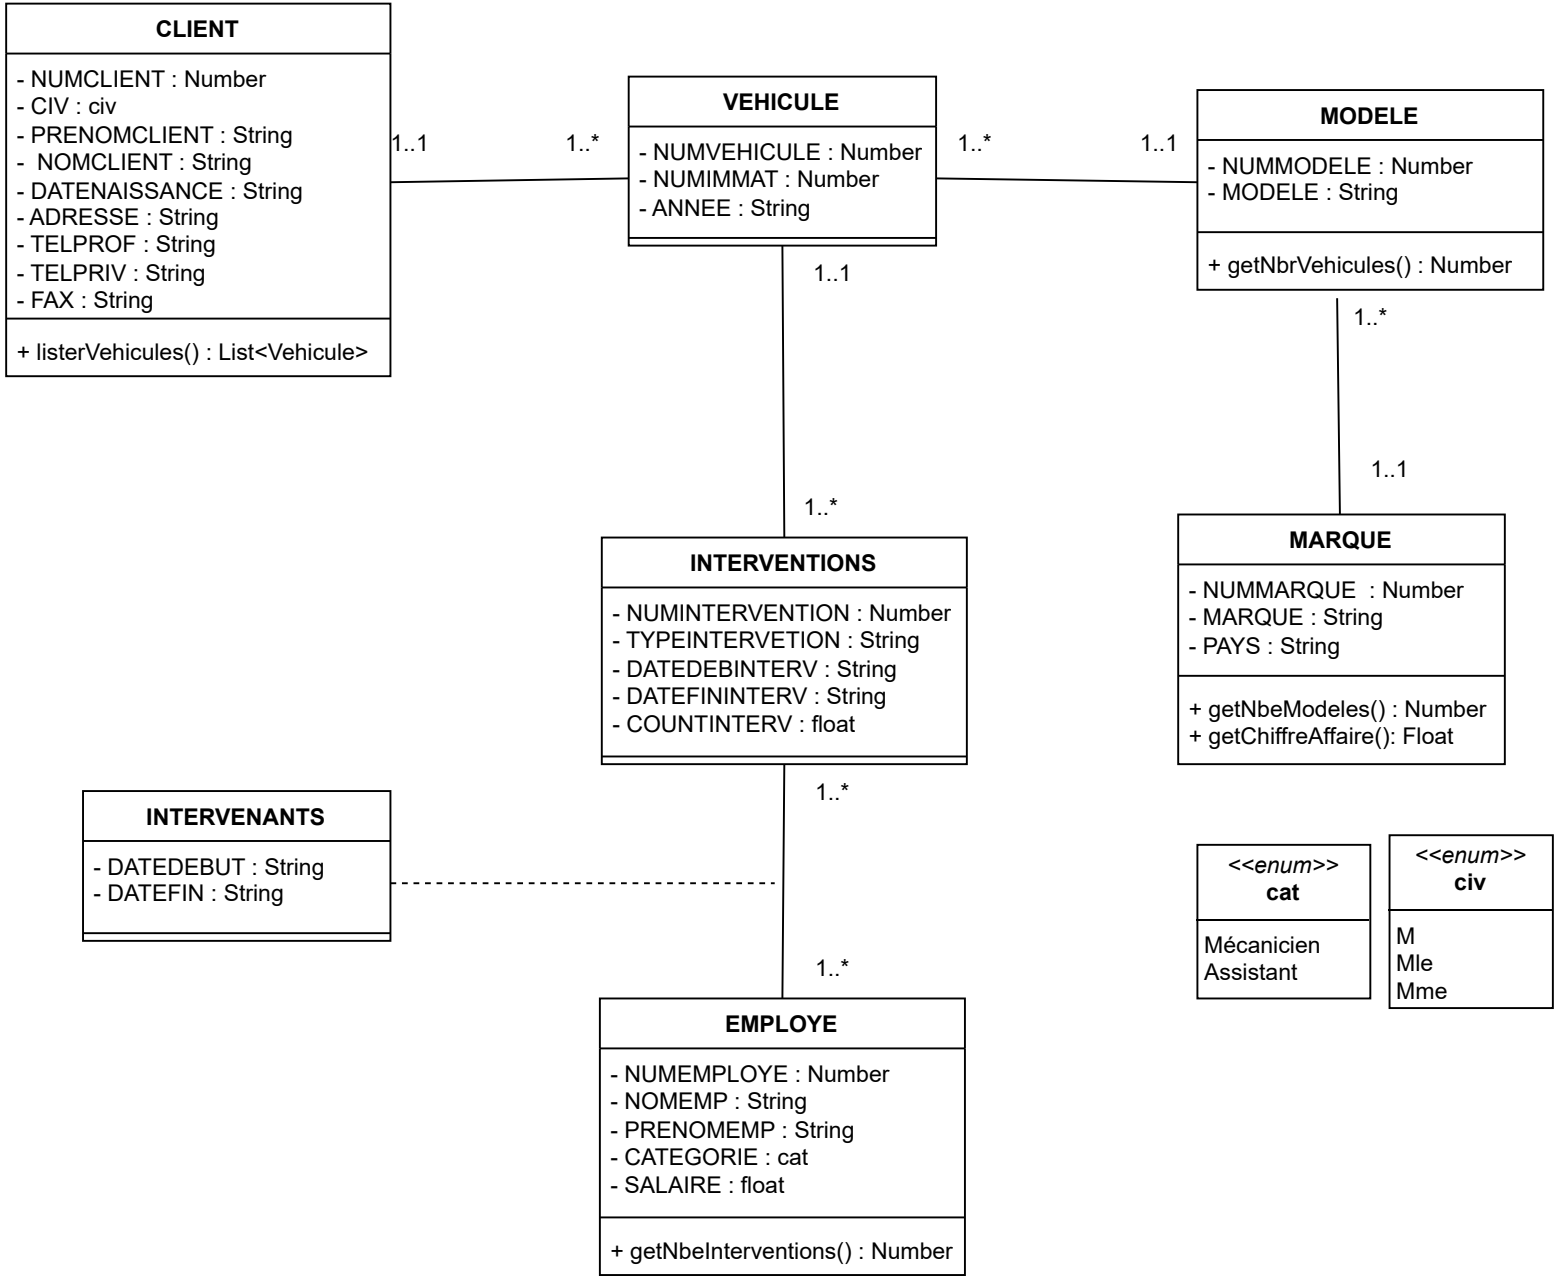 CLIENT
- NUMCLIENT : Number
- CIV : civ
- PRENOMCLIENT : String
- NOMCLIENT : String
- DATENAISSANCE : String
- ADRESSE : String
- TELPROF : String
- TELPRIV : String
- FAX : String
+ listerVehicules() : List<Vehicule>
1..1
1..*
VEHICULE
- NUMVEHICULE : Number
- NUMIMMAT : Number
- ANNEE : String
1..*
1..1
MODELE
- NUMMODELE : Number
- MODELE : String
+ getNbrVehicules() : Number
1..1
1..*
1..*
1..1
INTERVENTIONS
- NUMINTERVENTION : Number
- TYPEINTERVETION : String
- DATEDEBINTERV : String
- DATEFININTERV : String
- COUNTINTERV : float
MARQUE
- NUMMARQUE : Number
- MARQUE : String
- PAYS : String
+ getNbeModeles() : Number
+ getChiffreAffaire(): Float
1..*
INTERVENANTS
- DATEDEBUT : String
- DATEFIN : String
1..*
<<enum>>
cat
Mécanicien
Assistant
<<enum>>
civ
M
Mle
Mme
EMPLOYE
- NUMEMPLOYE : Number
- NOMEMP : String
- PRENOMEMP : String
- CATEGORIE : cat
- SALAIRE : float
+ getNbeInterventions() : Number